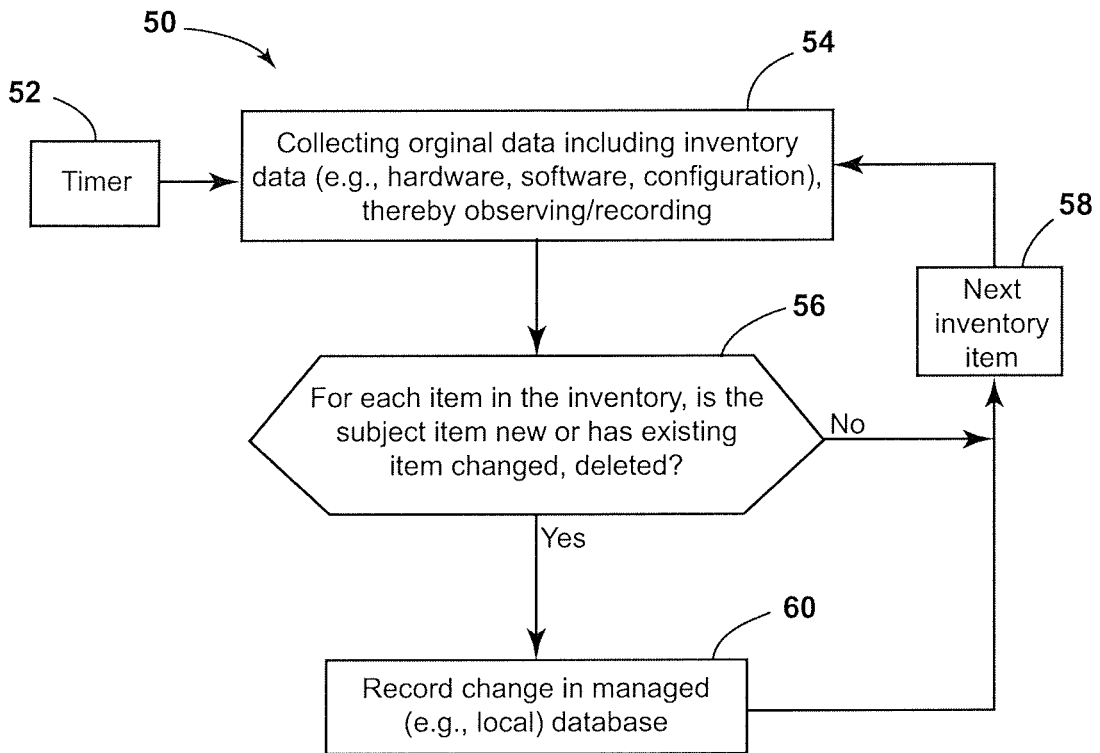 50
54
52
Collecting orginal data including inventory
data (e.g., hardware, software, configuration),
thereby observing/recording
Timer
58
Next
inventory
item
56
For each item in the inventory, is the
subject item new or has existing
item changed, deleted?
No
Yes
60
Record change in managed
(e.g., local) database